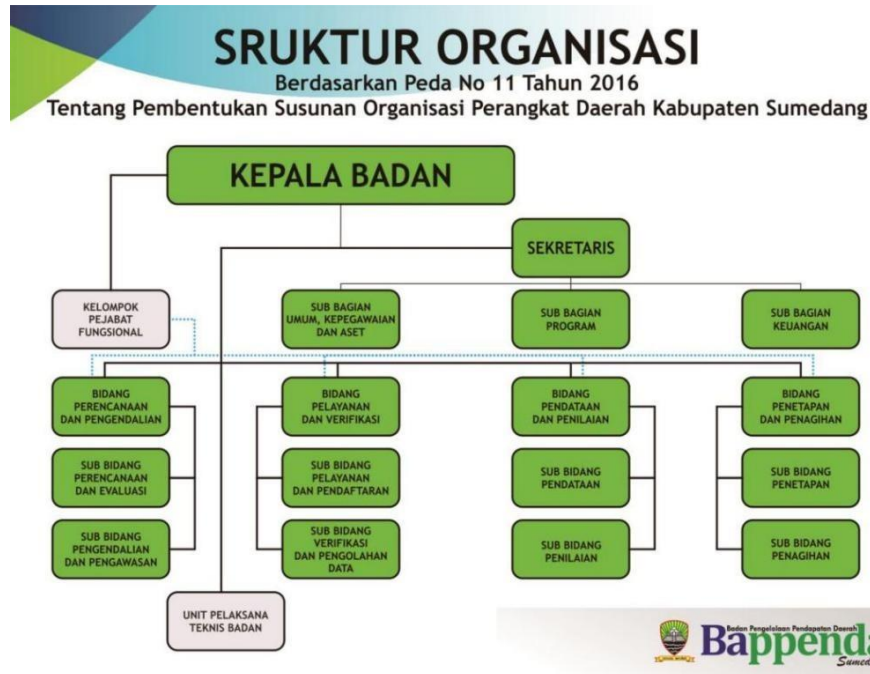 SRUKTUR ORGANISASI
Berdasarkan Peda No 11 Tahun 2016
Tentang Pembentukan Susunan Organisasi Perangkat Daerah Kabupaten Sumedang
KEPALA BADAN
SEKRETARIS
KELOMPOK
PEJABAT
FUNGSIONAL
SUB BAGIAN
UMUM, KEPEGAWAIAN
DAN ASET
SUB BAGIAN
PROGRAM
SUB BAGIAN
KEUANGAN
BIDANG
PERENCANAAN
DAN PENGENDALIAN
BIDANG
PELAYANAN
DAN VERIFIKASI
BIDANG
PENDATAAN
DAN PENILAIAN
BIDANG
PENETAPAN
DAN PENAGIHAN
SUB BIDANG
PERENCANAAN
DAN EVALUASI
SUB BIDANG
PELAYANAN
DAN PENDAFTARAN
SUB BIDANG
PENDATAAN
SUB BIDANG
PENETAPAN
SUB BIDANG
PENGENDALIAN
DAN PENGAWASAN
SUB BIDANG
VERIFIKASI
DAN PENGOLAHAN
DATA
SUB BIDANG
PENILAIAN
SUB BIDANG
PENAGIHAN
UNIT PELAKSANA
TEKNIS BADAN
Badan Pengelolaan Pendapatan Daerah
Bappenda
Sumed